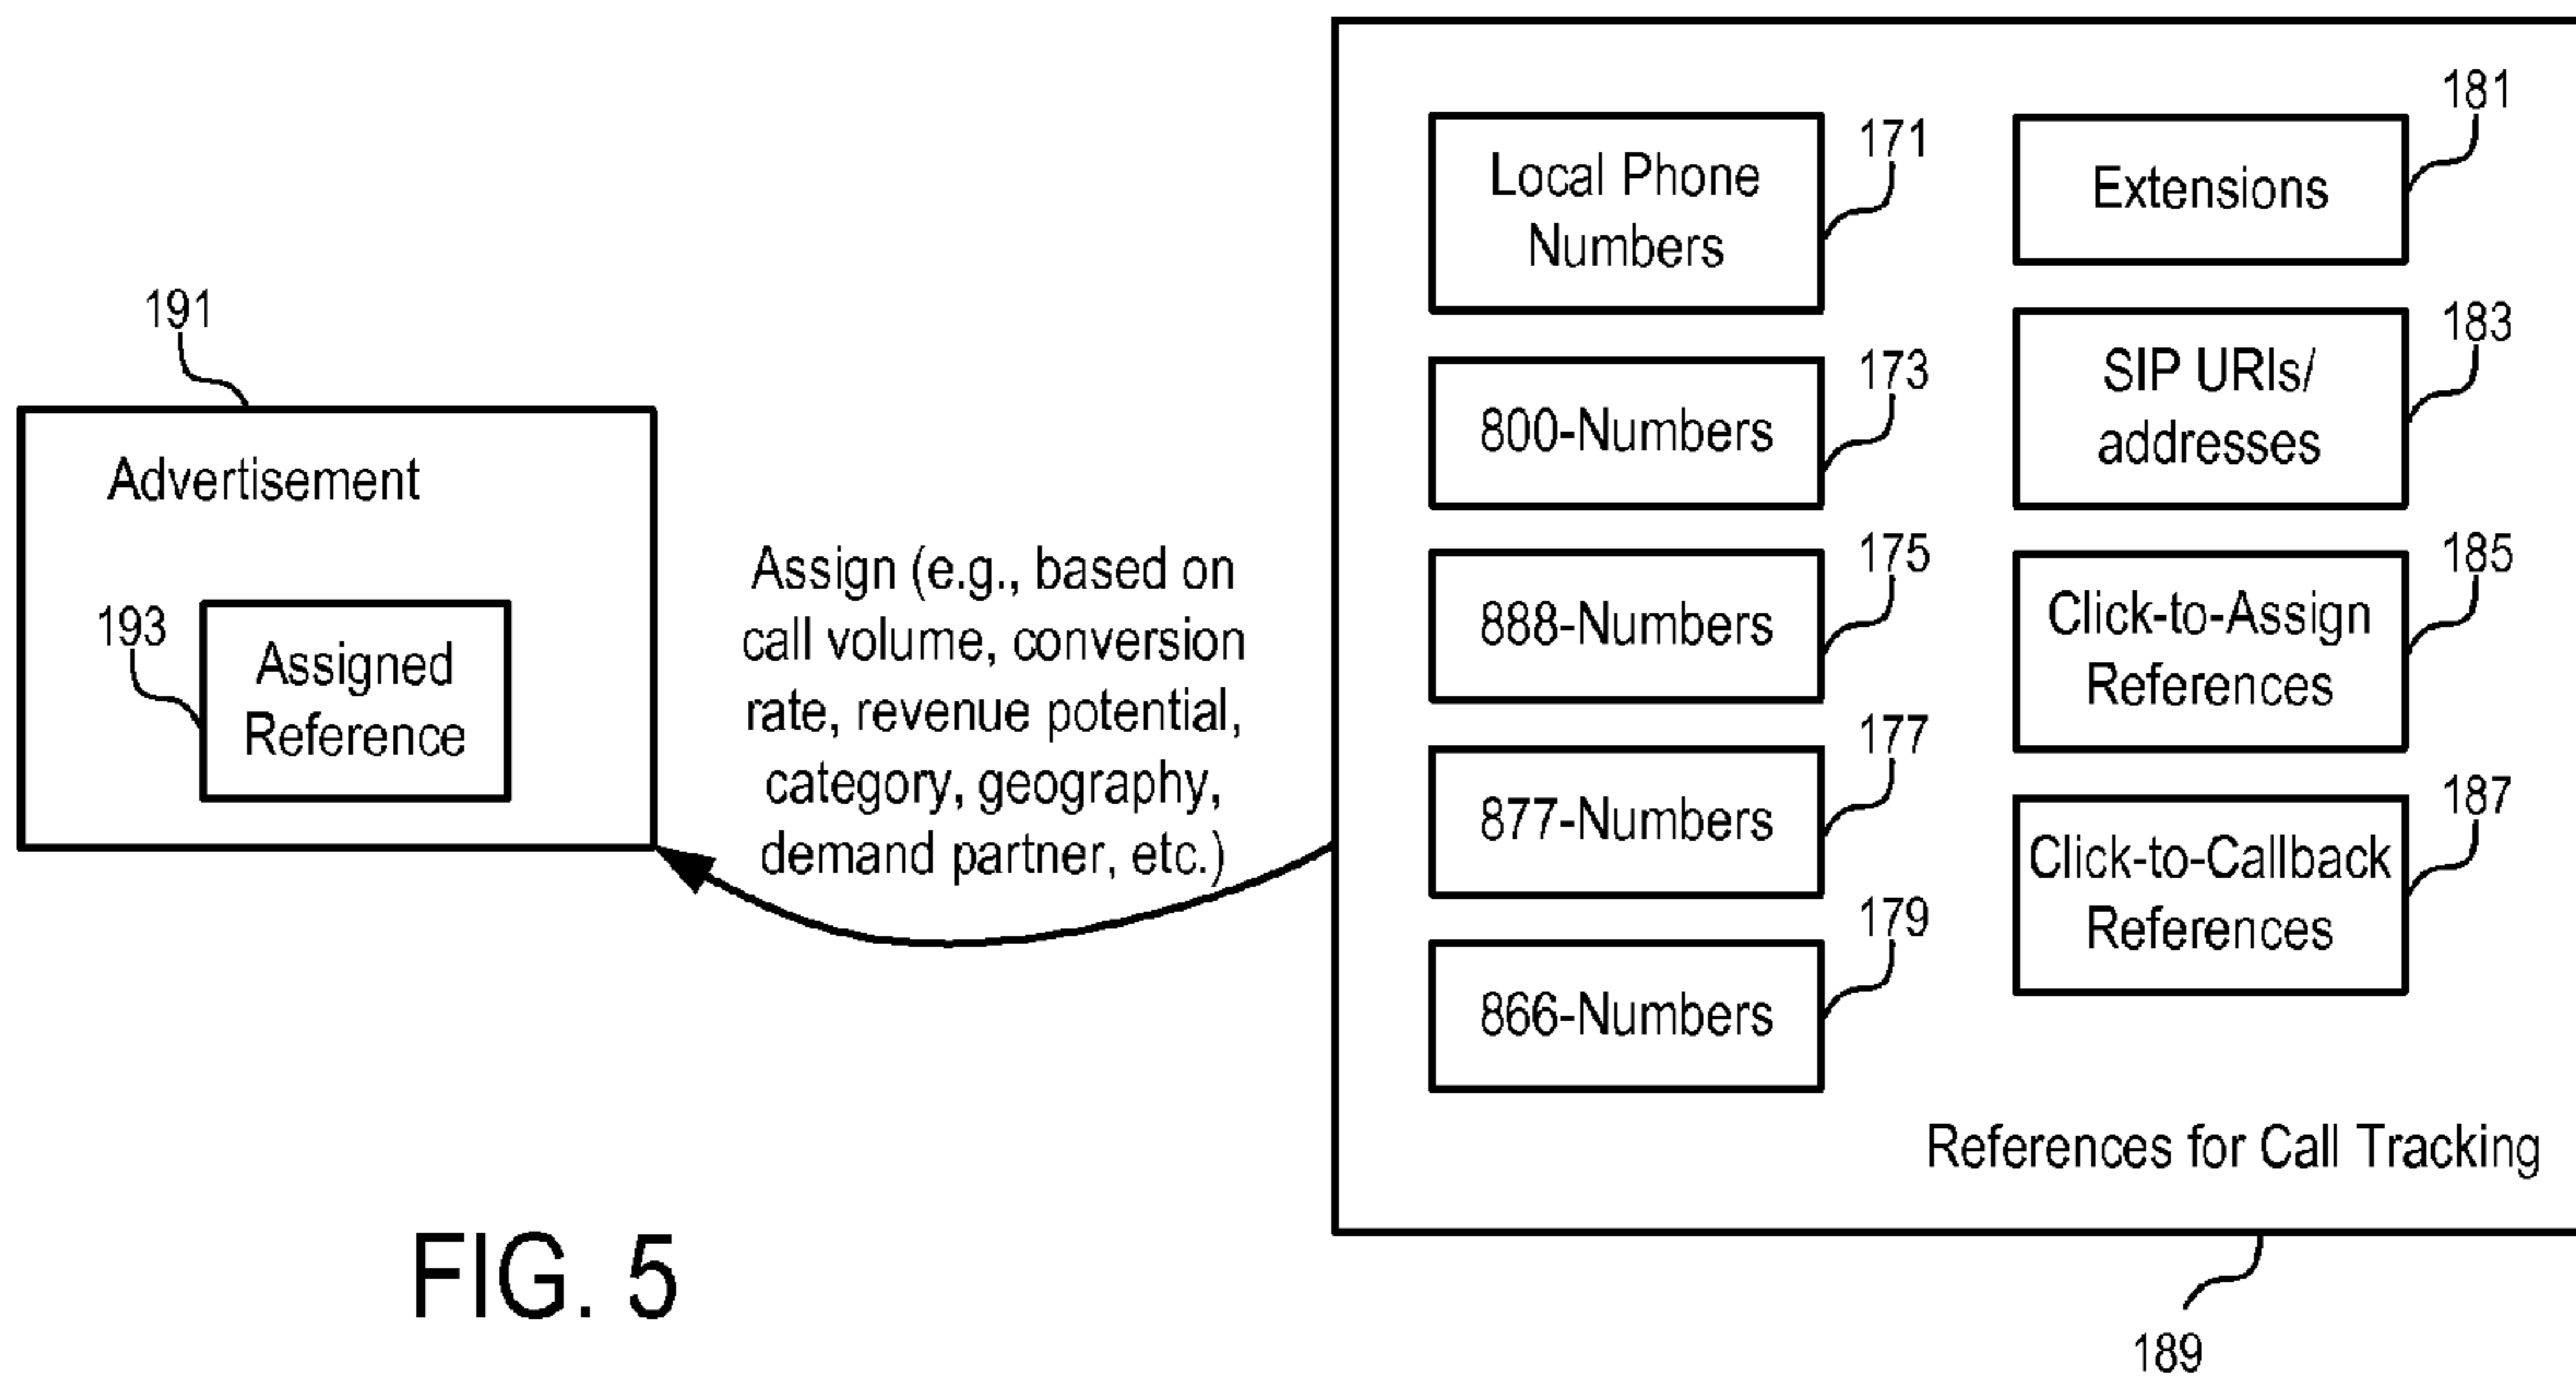 191
Advertisement
193
Assigned
Reference
Assign (e.g., based on
call volume, conversion
rate, revenue potential,
category, geography,
demand partner, etc.)
Local Phone
Numbers
171
800-Numbers
173
888-Numbers
175
877-Numbers
177
866-Numbers
179
Extensions
181
SIP URIs/
addresses
183
Click-to-Assign
References
185
Click-to-Callback
References
187
References for Call Tracking
189
FIG. 5